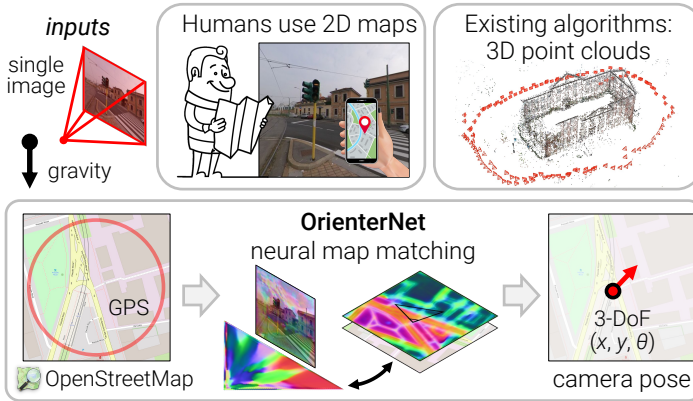 inputs
single
image
gravity
Humans use 2D maps
Existing algorithms:
3D point clouds
OrienterNet
neural map matching
GPS
OpenStreetMap
3-DoF
(x, y, θ)
camera pose